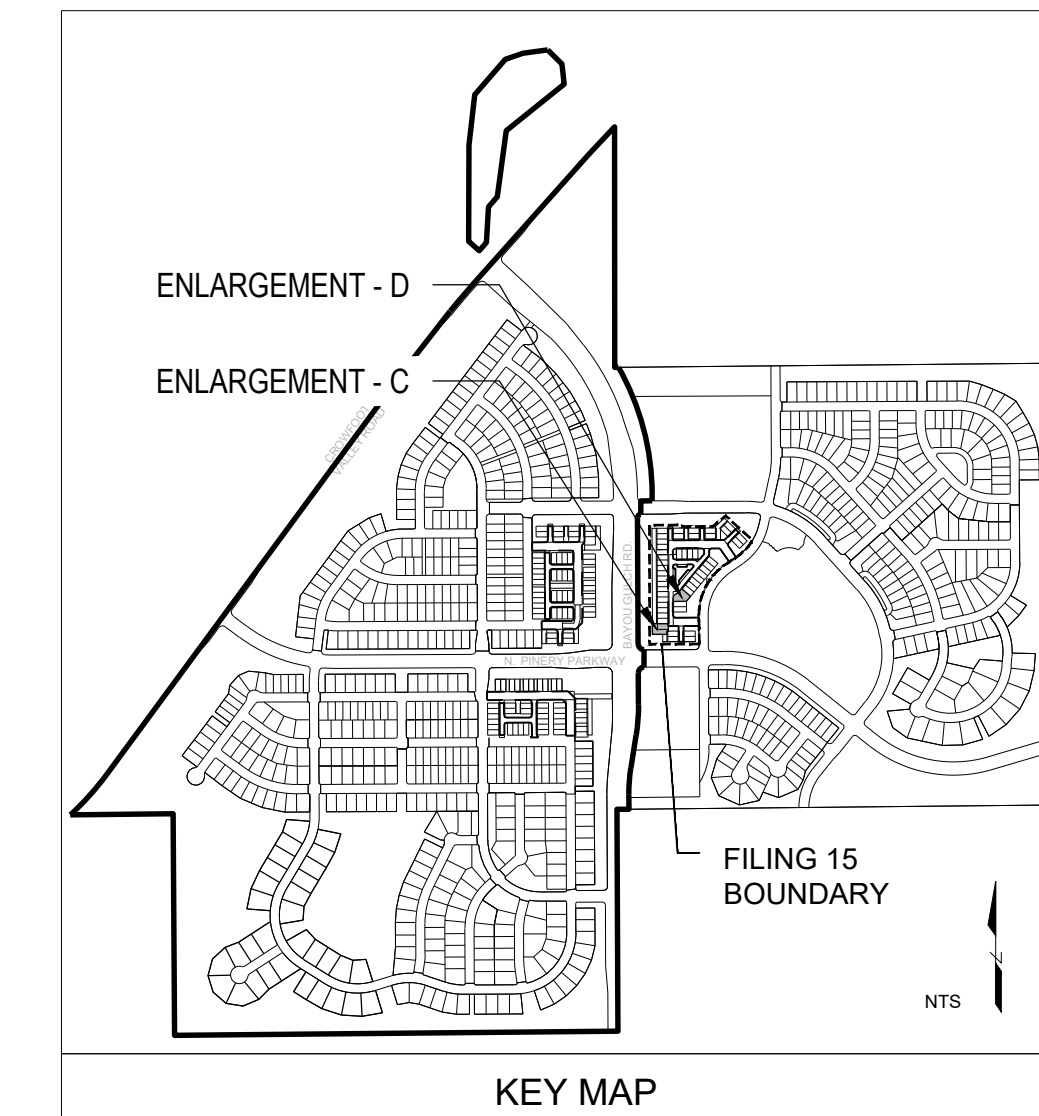 ENLARGEMENT - D
ENLARGEMENT - C
CROWFOOT
VALLEY ROAD
BAYOU GULCH RD.
N. PINERY PARKWAY
FILING 15
BOUNDARY
N
NTS
KEY MAP